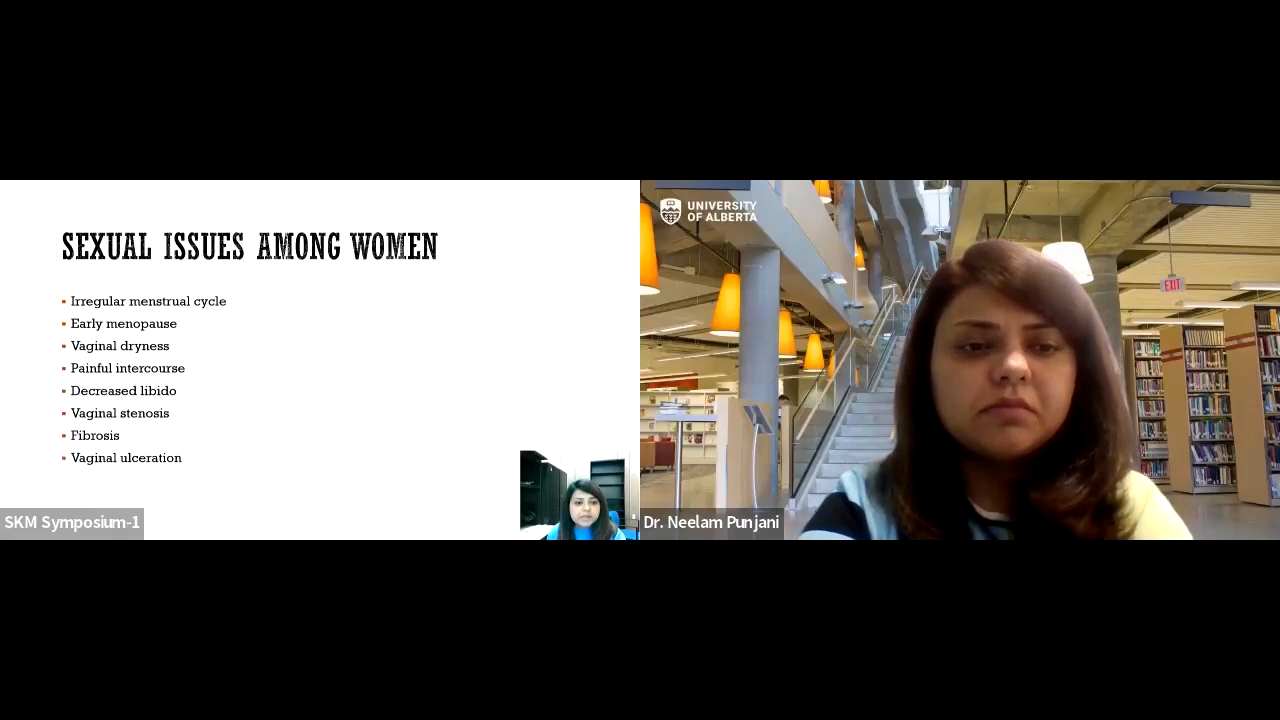 SEXUAL ISSUES AMONG WOMEN
▪ Irregular menstrual cycle
▪ Early menopause
▪ Vaginal dryness
▪ Painful intercourse
▪ Decreased libido
▪ Vaginal stenosis
▪ Fibrosis
▪ Vaginal ulceration
SKM Symposium-1
UNIVERSITY
OF ALBERTA
EXIT
Dr. Neelam Punjani